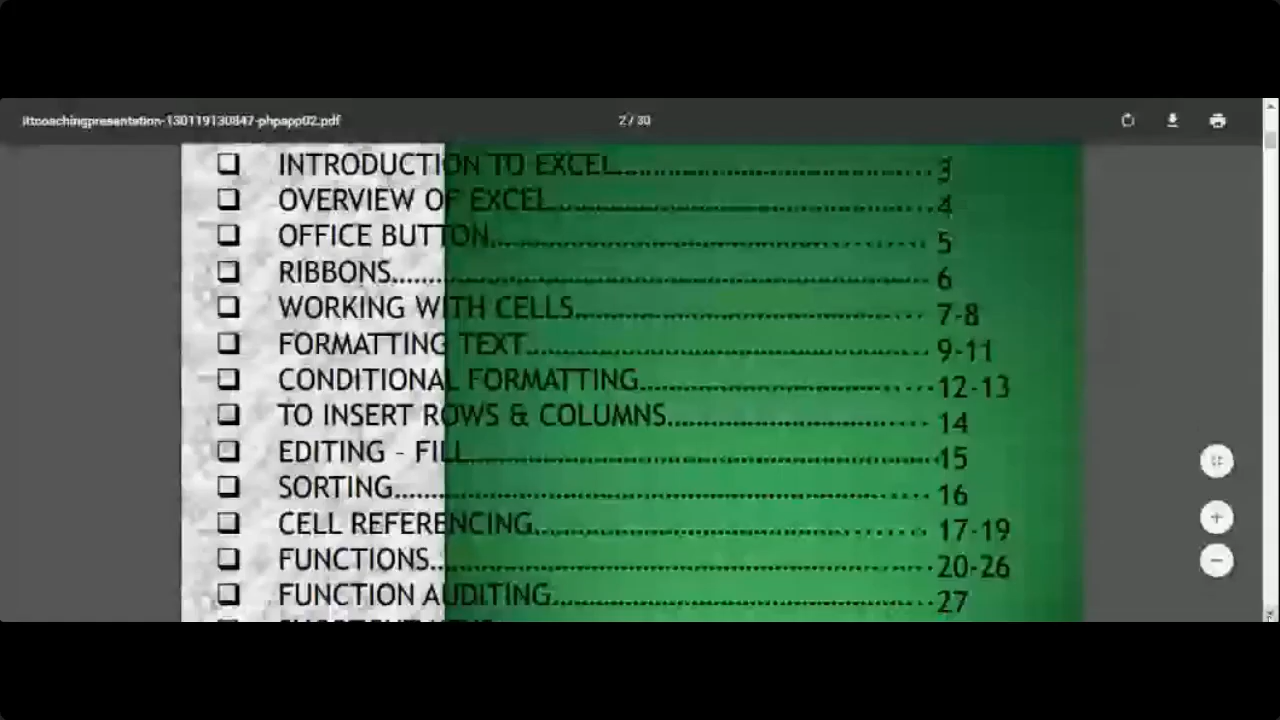 ittcoachingpresentation-130119130847-phpapp02.pdf 2 / 30
❑ INTRODUCTION TO EXCEL........................................ 3
❑ OVERVIEW OF EXCEL........................................ 4
❑ OFFICE BUTTON........................................ 5
❑ RIBBONS........................................ 6
❑ WORKING WITH CELLS........................................ 7-8
❑ FORMATTING TEXT........................................ 9-11
❑ CONDITIONAL FORMATTING........................................ 12-13
❑ TO INSERT ROWS & COLUMNS........................................ 14
❑ EDITING – FILL........................................ 15
❑ SORTING........................................ 16
❑ CELL REFERENCING........................................ 17-19
❑ FUNCTIONS........................................ 20-26
❑ FUNCTION AUDITING........................................ 27